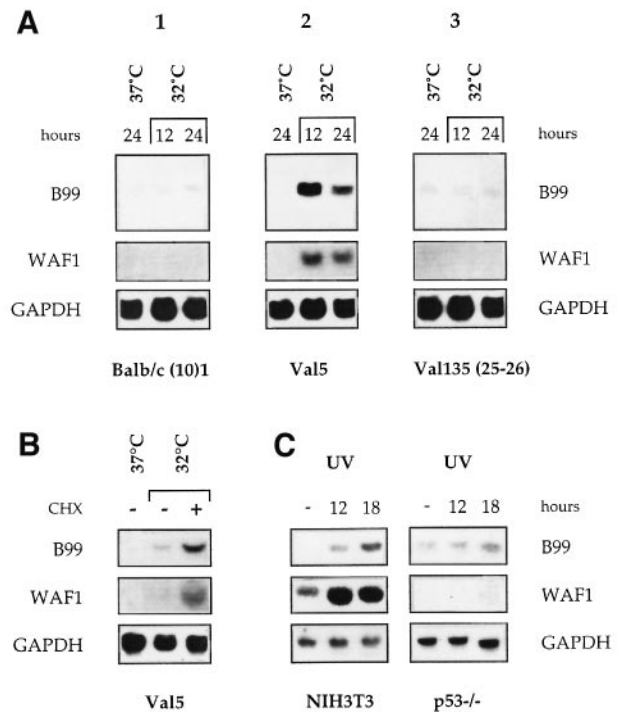 A
1 2 3
37°C 32°C 37°C 32°C 37°C 32°C
hours 24 12 24 24 12 24 24 12 24 hours
B99 B99
WAF1 WAF1
GAPDH GAPDH
Balb/c (10)1 Val5 Val135 (25-26)
B
37°C 32°C
CHX - - +
B99
WAF1
GAPDH
Val5
C
UV UV
- 12 18 - 12 18 hours
B99
WAF1
GAPDH
NIH3T3 p53-/-